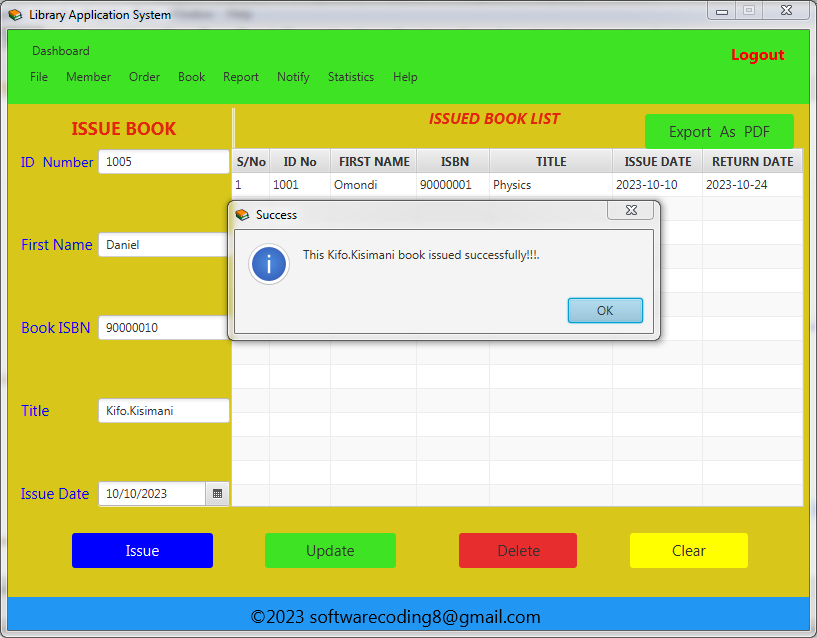 Library Application System
Dashboard
Logout
File Member Order Book Report Notify Statistics Help
ISSUE BOOK
ISSUED BOOK LIST
Export As PDF
ID Number 1005
S/No ID No FIRST NAME ISBN TITLE ISSUE DATE RETURN DATE
1 1001 Omondi 90000001 Physics 2023-10-10 2023-10-24
Success
First Name Daniel
This Kifo.Kisimani book issued successfully!!!.
i
OK
Book ISBN 90000010
Title Kifo.Kisimani
Issue Date 10/10/2023
Issue Update Delete Clear
©2023 softwarecoding8@gmail.com